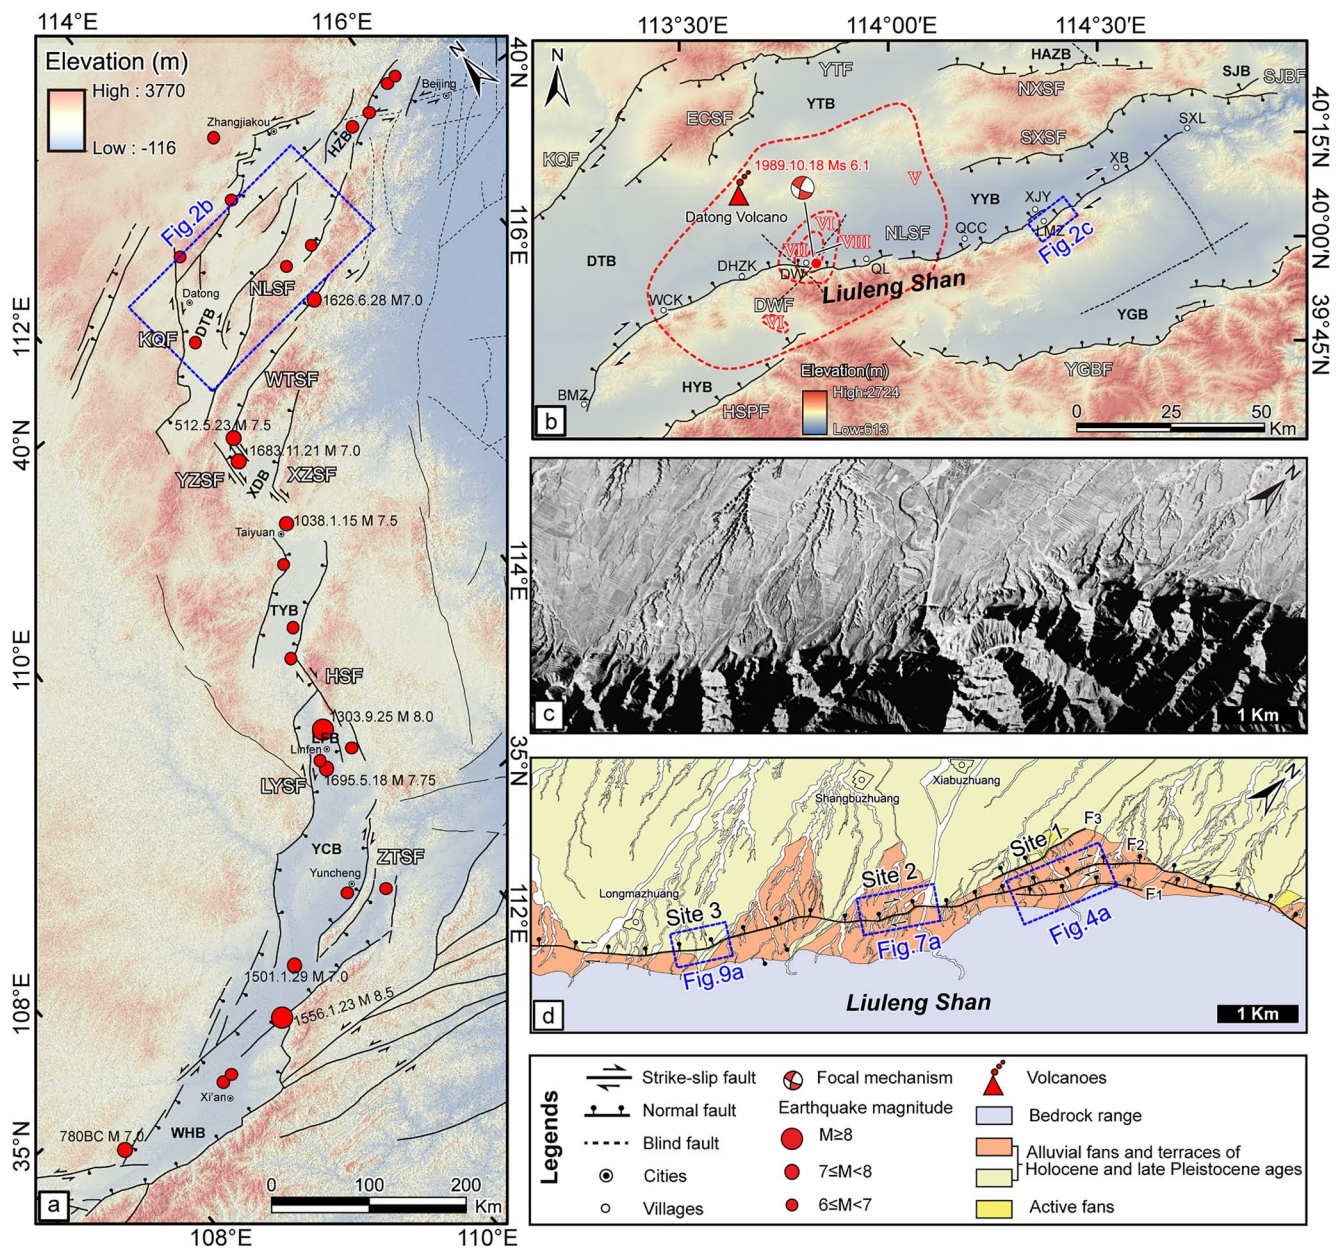 114°E
116°E
Elevation (m)
High : 3770
Low : -116
N
40°N
Beijing
Zhangjiakou
HZB
Fig.2b
116°E
Datong
NLSF
1626.6.28 M7.0
112°E
KQF
DTB
WTSF
512.5.23 M 7.5
40°N
1683.11.21 M 7.0
YZSF
XDB
XZSF
1038.1.15 M 7.5
Taiyuan
114°E
TYB
110°E
HSF
1303.9.25 M 8.0
LFB
Linfen
35°N
LYSF
1695.5.18 M 7.75
YCB
ZTSF
Yuncheng
112°E
1501.1.29 M 7.0
108°E
1556.1.23 M 8.5
Xi'an
780BC M 7.0
WHB
35°N
0 100 200
Km
a
108°E
110°E
113°30'E
114°00'E
114°30'E
N
YTF
HAZB
SJB
SJBF
YTB
NXSF
ECSF
SXSF
40°15'N
SXL
KQF
1989.10.18 Ms 6.1
V
XB
Datong Volcano
YYB
XJY
VI
NLSF
QCC
LMZ
40°00'N
VII
VIII
Fig.2c
DTB
DHZK
DW
QL
Liuleng Shan
WCK
DWF
VI
YGB
39°45'N
YGBF
Elevation(m)
HYB
High:2724
BMZ
HSPF
Low:613
0 25 50
Km
b
N
c
1 Km
N
Xiabuzhuang
Shangbuzhuang
F3
Site 1
F2
Site 2
Longmazhuang
F1
Site 3
Fig.4a
Fig.7a
Fig.9a
Liuleng Shan
d
1 Km
Legends
Strike-slip fault
Normal fault
Blind fault
Cities
Villages
Focal mechanism
Earthquake magnitude
M≥8
7≤M<8
6≤M<7
Volcanoes
Bedrock range
Alluvial fans and terraces of
Holocene and late Pleistocene ages
Active fans